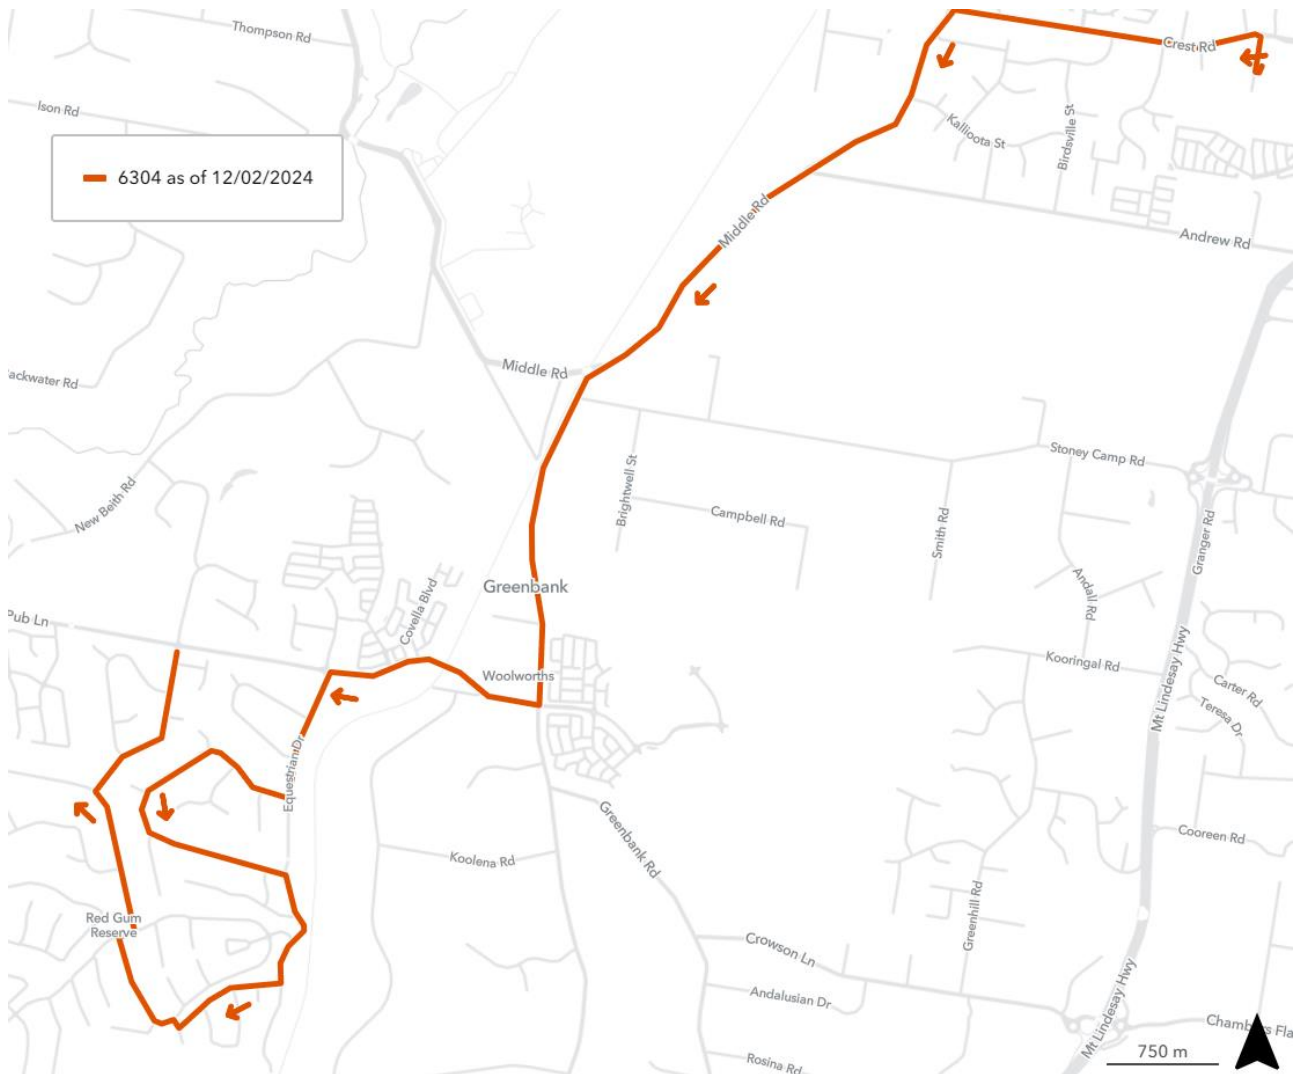 Thompson Rd
Crest Rd
Ison Rd
Kallioota St
Birdsville St
6304 as of 12/02/2024
Middle Rd
Andrew Rd
Middle Rd
ackwater Rd
Stoney Camp Rd
New Beith Rd
Brightwell St
Campbell Rd
Smith Rd
Granger Rd
Greenbank
Andall Rd
Covella Blvd
Pub Ln
Woolworths
Kooringal Rd
Mt Lindesay Hwy
Carter Rd
Teresa Dr
Equestrian Dr
Greenbank Rd
Cooreen Rd
Koolena Rd
Red Gum
Reserve
Greenhill Rd
Crowson Ln
Andalusian Dr
Mt Lindesay Hwy
Chambers Fla
750 m
Rosina Rd